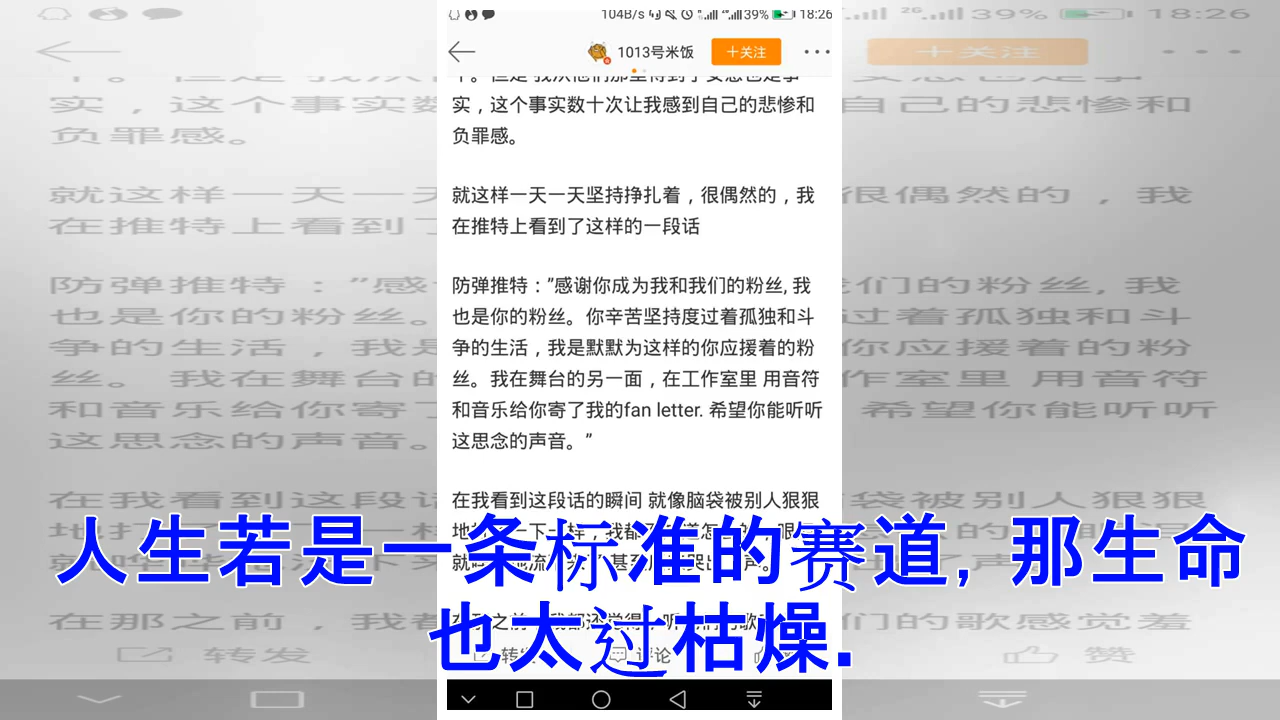 104B/s 39% 18:26
1013号米饭 +关注
实，这个事实数十次让我感到自己的悲惨和
负罪感。
就这样一天一天坚持挣扎着，很偶然的，我
在推特上看到了这样的一段话
防弹推特：”感谢你成为我和我们的粉丝, 我
也是你的粉丝。你辛苦坚持度过着孤独和斗
争的生活，我是默默为这样的你应援着的粉
丝。我在舞台的另一面，在工作室里 用音符
和音乐给你寄了我的fan letter. 希望你能听听
这思念的声音。”
在我看到这段话的瞬间 就像脑袋被别人狠狠
人生若是一条标准的赛道, 那生命
也太过枯燥.
转发 评论 赞